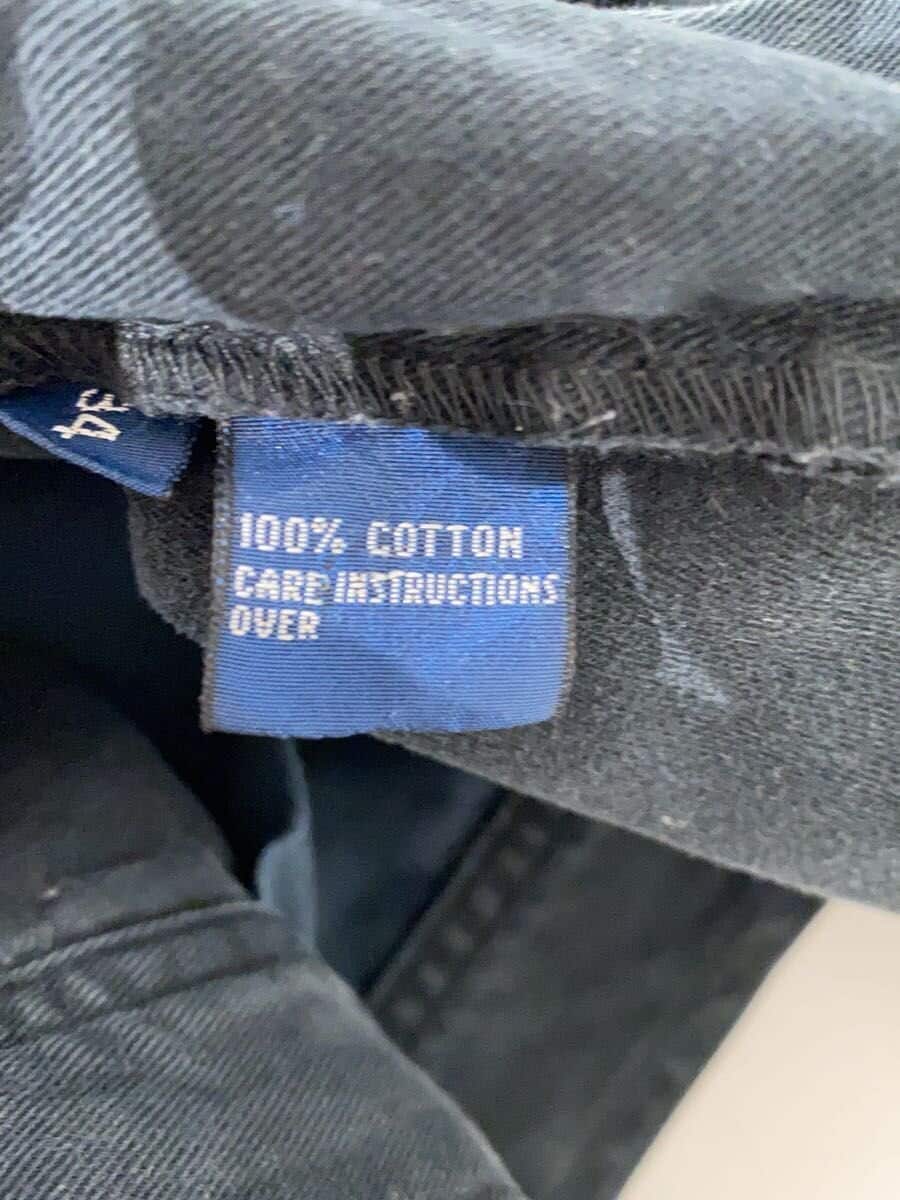 34
100% COTTON
CARE INSTRUCTIONS
OVER